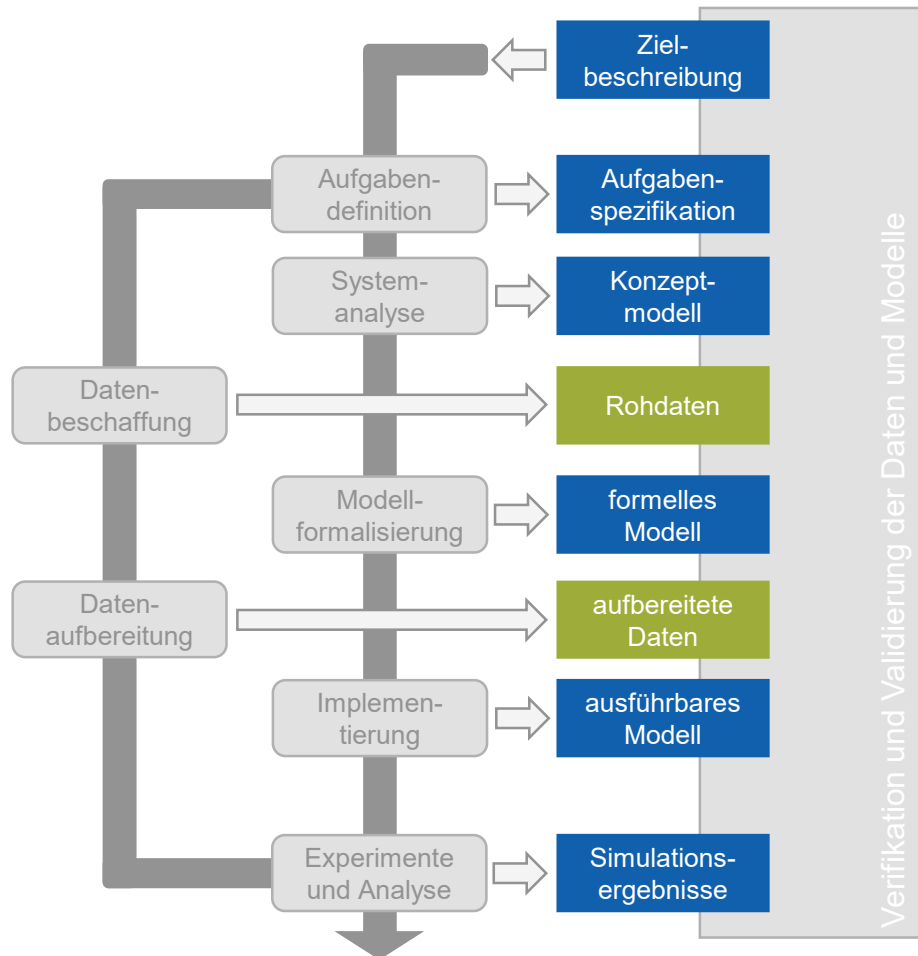 Ziel-
beschreibung
Aufgaben-
definition
Aufgaben-
spezifikation
System-
analyse
Konzept-
modell
Daten-
beschaffung
Rohdaten
Modell-
formalisierung
formelles
Modell
Daten-
aufbereitung
aufbereitete
Daten
Implemen-
tierung
ausführbares
Modell
Experimente
und Analyse
Simulations-
ergebnisse
Verifikation und Validierung der Daten und Modelle